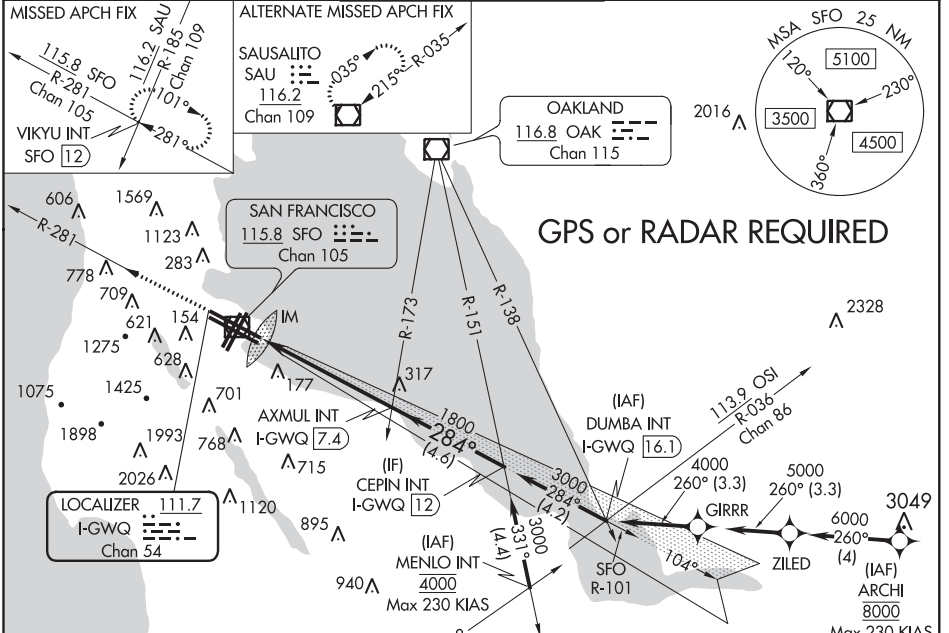 MISSED APCH FIX
115.8 SFO
R-281
Chan 105
116.2 SAU
R-185
Chan 109
101°
281°
VIKYU INT
SFO 12
ALTERNATE MISSED APCH FIX
SAUSALITO
SAU
116.2
Chan 109
035°
215°
R-035
OAKLAND
116.8 OAK
Chan 115
MSA SFO 25 NM
120°
5100
230°
3500
4500
360°
2016
GPS or RADAR REQUIRED
606
1569
1123
283
R-281
778
709
621
154
1275
628
1075
1425
701
1898
768
1993
2026
715
1120
895
940
177
317
2328
3049
SAN FRANCISCO
115.8 SFO
Chan 105
IM
R-173
R-151
R-138
AXMUL INT
I-GWQ 7.4
1800
284°
(4.6)
(IF)
CEPIN INT
I-GWQ 12
3000
284°
(4.2)
(IAF)
DUMBA INT
I-GWQ 16.1
113.9 OSI
R-036
Chan 86
4000
260° (3.3)
GIRRR
5000
260° (3.3)
ZILED
6000
260°
(4)
(IAF)
ARCHI
8000
Max 230 KIAS
104°
SFO
R-101
3000
331°
(4.4)
(IAF)
MENLO INT
4000
Max 230 KIAS
LOCALIZER 111.7
I-GWQ
Chan 54